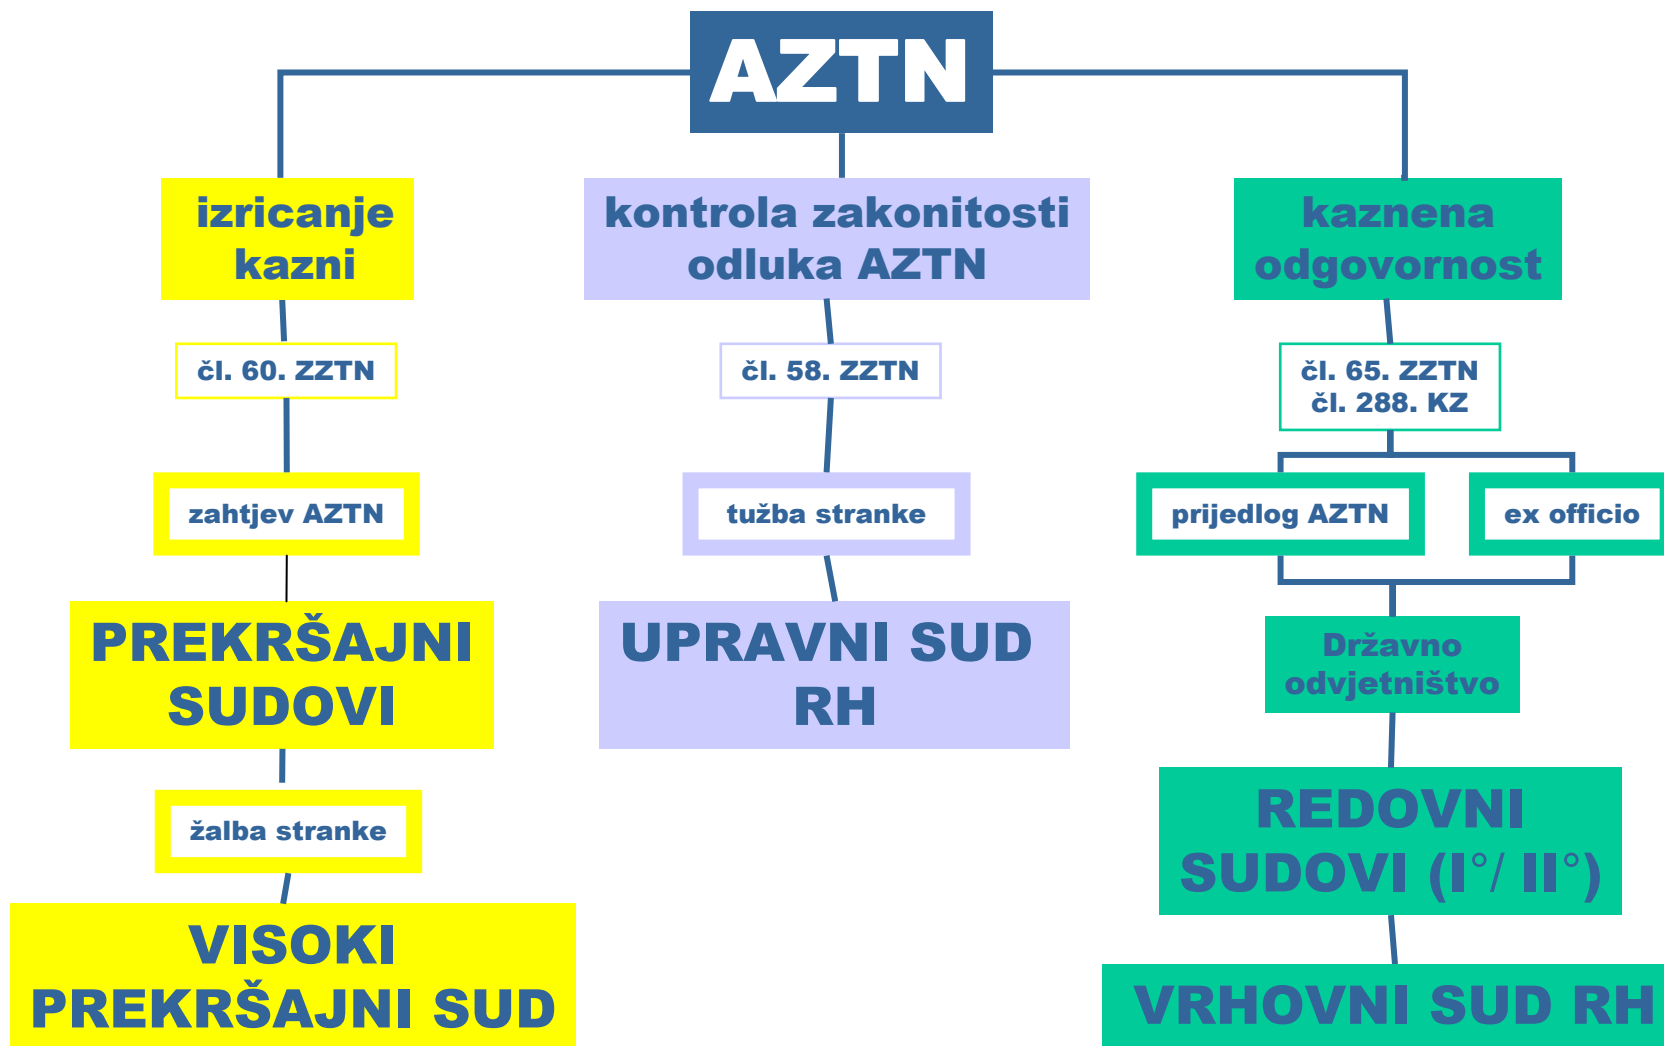 AZTN
izricanje
kazni
kontrola zakonitosti
odluka AZTN
kaznena
odgovornost
čl. 60. ZZTN
čl. 58. ZZTN
čl. 65. ZZTN
čl. 288. KZ
zahtjev AZTN
tužba stranke
prijedlog AZTN
ex officio
PREKRŠAJNI
SUDOVI
UPRAVNI SUD
RH
Državno
odvjetništvo
žalba stranke
REDOVNI
SUDOVI (I°/ II°)
VISOKI
PREKRŠAJNI SUD
VRHOVNI SUD RH